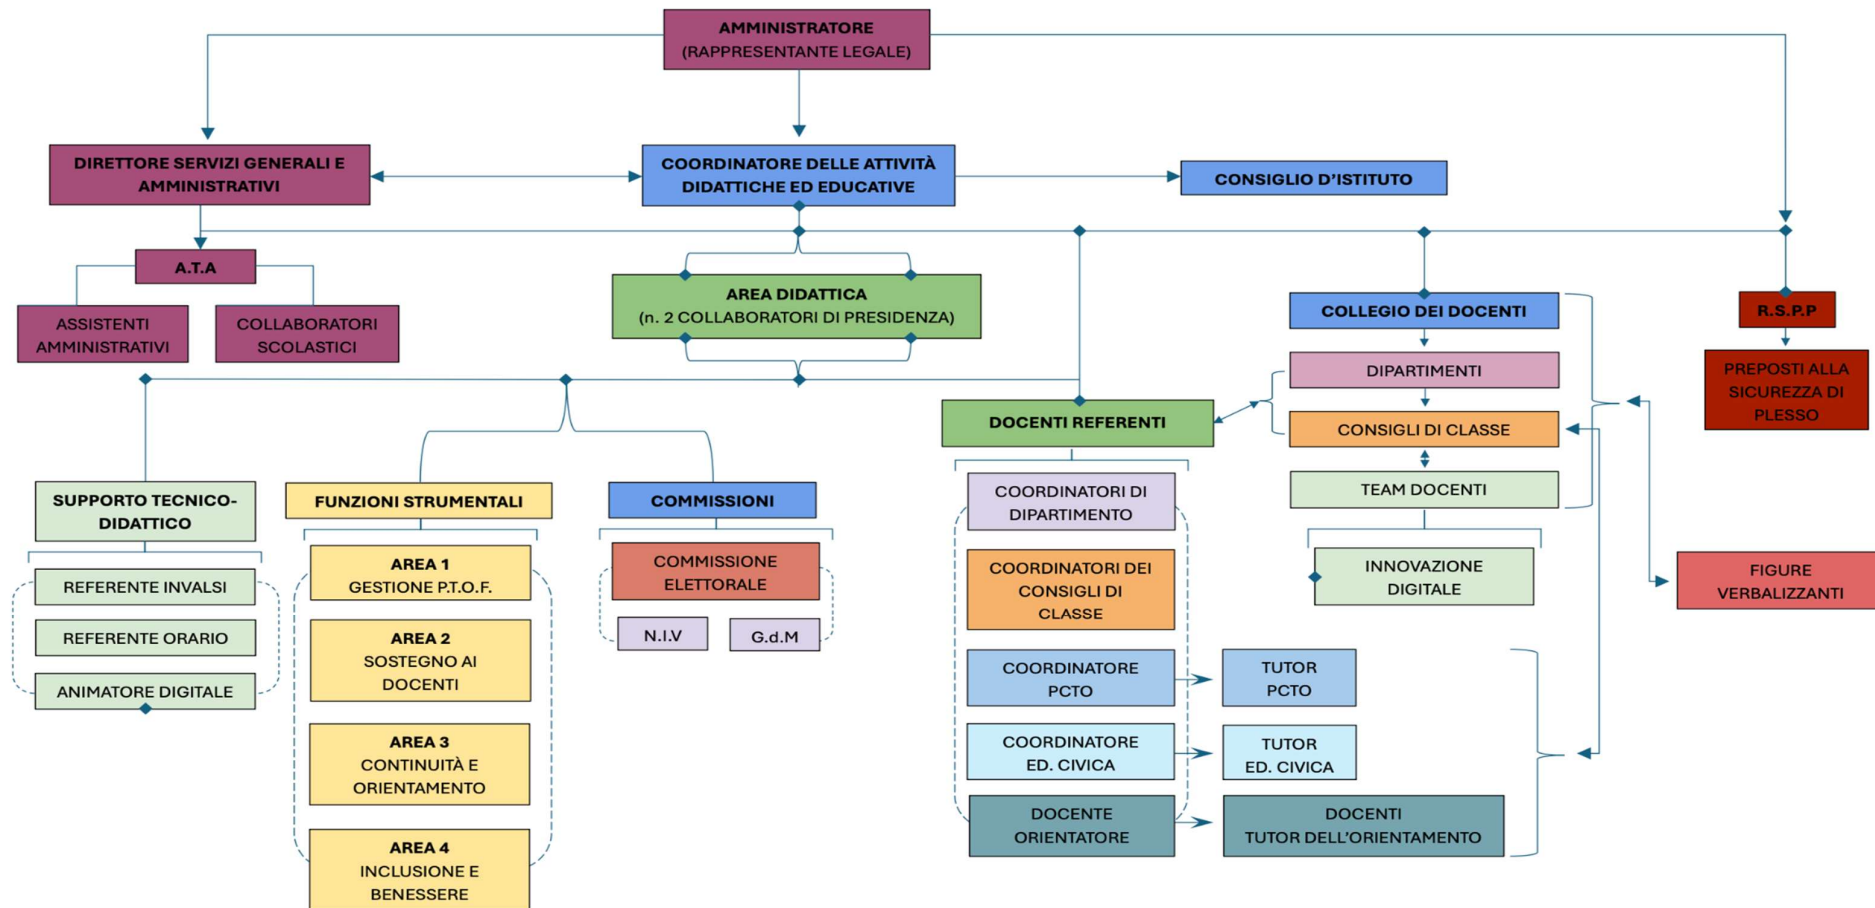 AMMINISTRATORE
(RAPPRESENTANTE LEGALE)
DIRETTORE SERVIZI GENERALI E
AMMINISTRATIVI
COORDINATORE DELLE ATTIVITÀ
DIDATTICHE ED EDUCATIVE
CONSIGLIO D'ISTITUTO
A.T.A
ASSISTENTI
AMMINISTRATIVI
COLLABORATORI
SCOLASTICI
AREA DIDATTICA
(n. 2 COLLABORATORI DI PRESIDENZA)
COLLEGIO DEI DOCENTI
DIPARTIMENTI
CONSIGLI DI CLASSE
TEAM DOCENTI
INNOVAZIONE
DIGITALE
R.S.P.P
PREPOSTI ALLA
SICUREZZA DI
PLESSO
FIGURE
VERBALIZZANTI
SUPPORTO TECNICO-
DIDATTICO
REFERENTE INVALSI
REFERENTE ORARIO
ANIMATORE DIGITALE
FUNZIONI STRUMENTALI
AREA 1
GESTIONE P.T.O.F.
AREA 2
SOSTEGNO AI
DOCENTI
AREA 3
CONTINUITÀ E
ORIENTAMENTO
AREA 4
INCLUSIONE E
BENESSERE
COMMISSIONI
COMMISSIONE
ELETTORALE
N.I.V
G.d.M
DOCENTI REFERENTI
COORDINATORI DI
DIPARTIMENTO
COORDINATORI DEI
CONSIGLI DI
CLASSE
COORDINATORE
PCTO
TUTOR
PCTO
COORDINATORE
ED. CIVICA
TUTOR
ED. CIVICA
DOCENTE
ORIENTATORE
DOCENTI
TUTOR DELL'ORIENTAMENTO